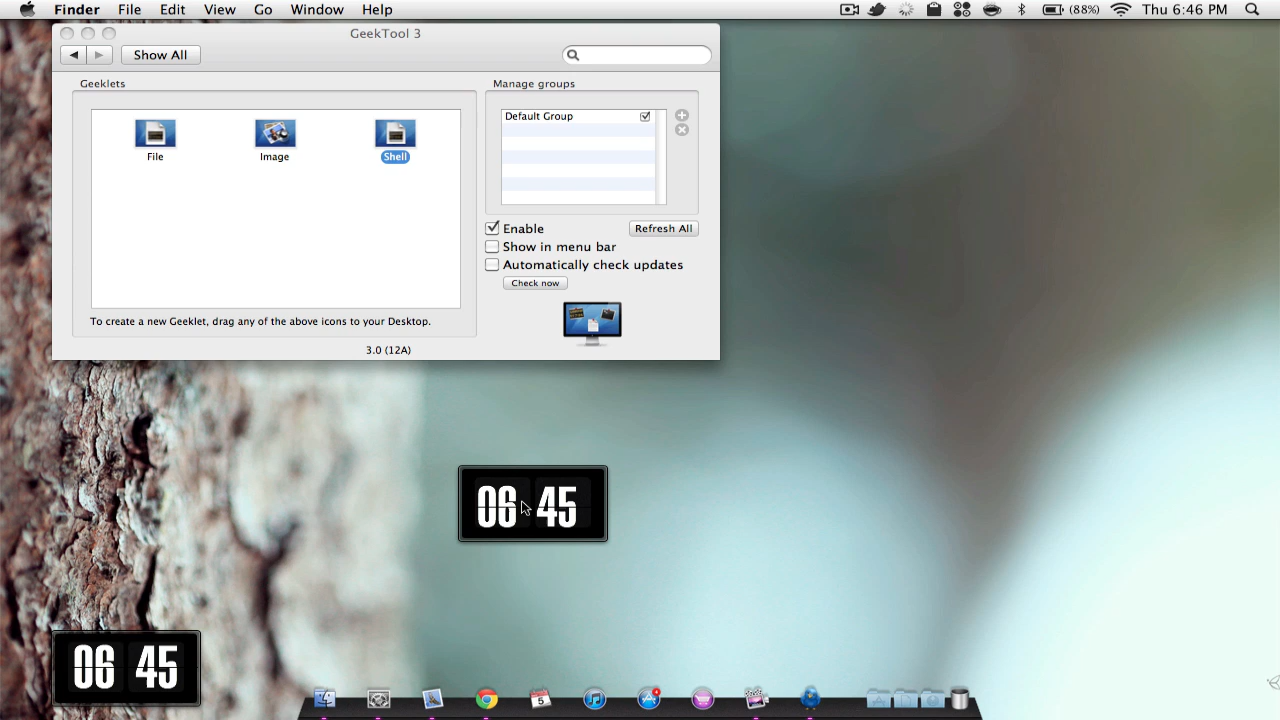 Finder File Edit View Go Window Help (88%) Thu 6:46 PM
GeekTool 3
Show All
Geeklets
Manage groups
File
Image
Shell
Default Group
Enable
Refresh All
Show in menu bar
Automatically check updates
Check now
To create a new Geeklet, drag any of the above icons to your Desktop.
3.0 (12A)
06 45
06 45
5